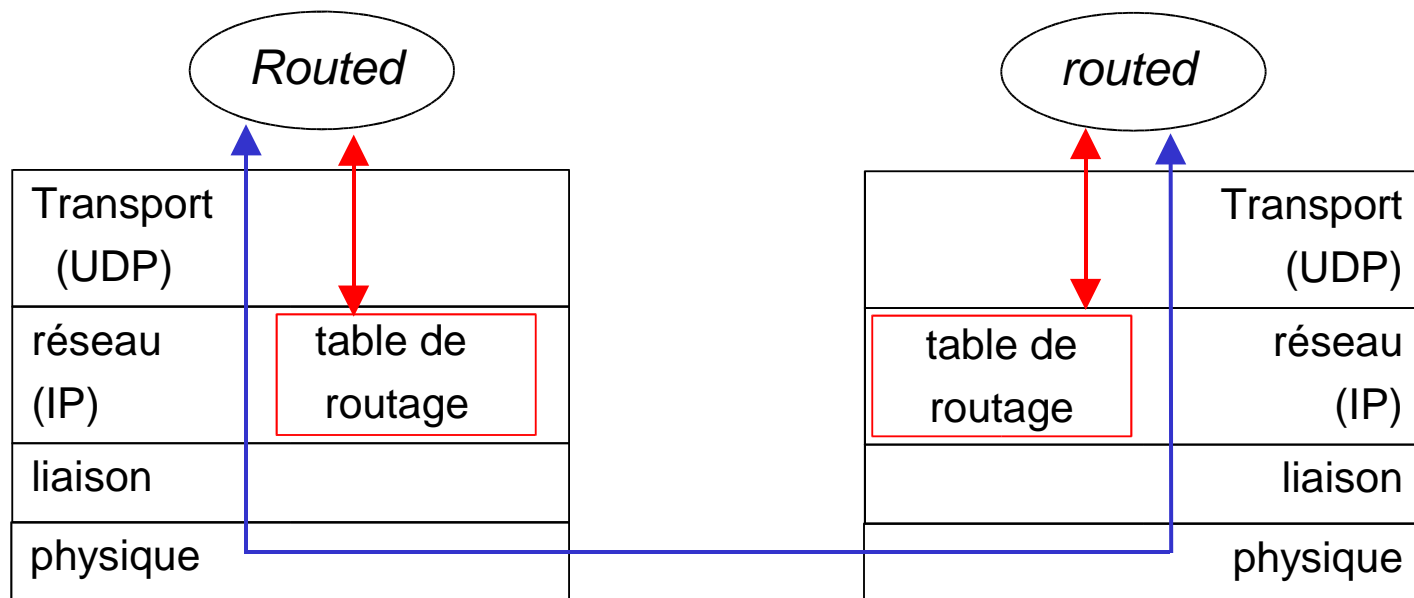 Routed
routed
Transport
(UDP)
réseau
(IP)
table de
routage
liaison
physique
Transport
(UDP)
table de
routage
réseau
(IP)
liaison
physique